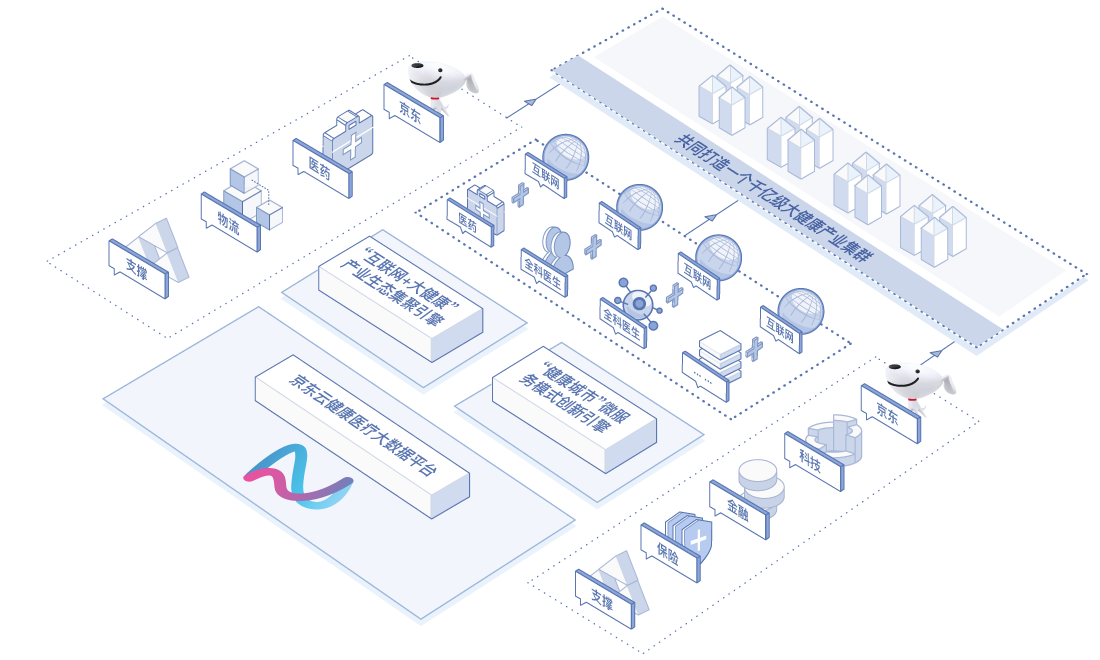 京东
医药
物流
支撑
共同打造一个千亿级大健康产业集群
互联网
医药
互联网
全科医生
互联网
全科医生
互联网
... ...
“互联网+大健康”
产业生态集聚引擎
“健康城市”微服
务模式创新引擎
京东云健康医疗大数据平台
京东
科技
金融
保险
支撑